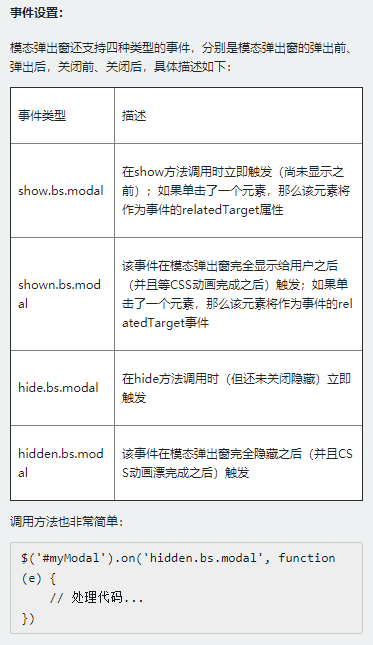 事件设置：
模态弹出窗还支持四种类型的事件，分别是模态弹出窗的弹出前、
弹出后，关闭前、关闭后，具体描述如下：
事件类型
描述
show.bs.modal
在show方法调用时立即触发（尚未显示之
前）；如果单击了一个元素，那么该元素将
作为事件的relatedTarget属性
shown.bs.mod
al
该事件在模态弹出窗完全显示给用户之后
（并且等CSS动画完成之后）触发；如果单
击了一个元素，那么该元素将作为事件的rel
atedTarget事件
hide.bs.modal
在hide方法调用时（但还未关闭隐藏）立即
触发
hidden.bs.mod
al
该事件在模态弹出窗完全隐藏之后（并且CS
S动画漂完成之后）触发
调用方法也非常简单：
$('#myModal').on('hidden.bs.modal', function
(e) {
// 处理代码...
})